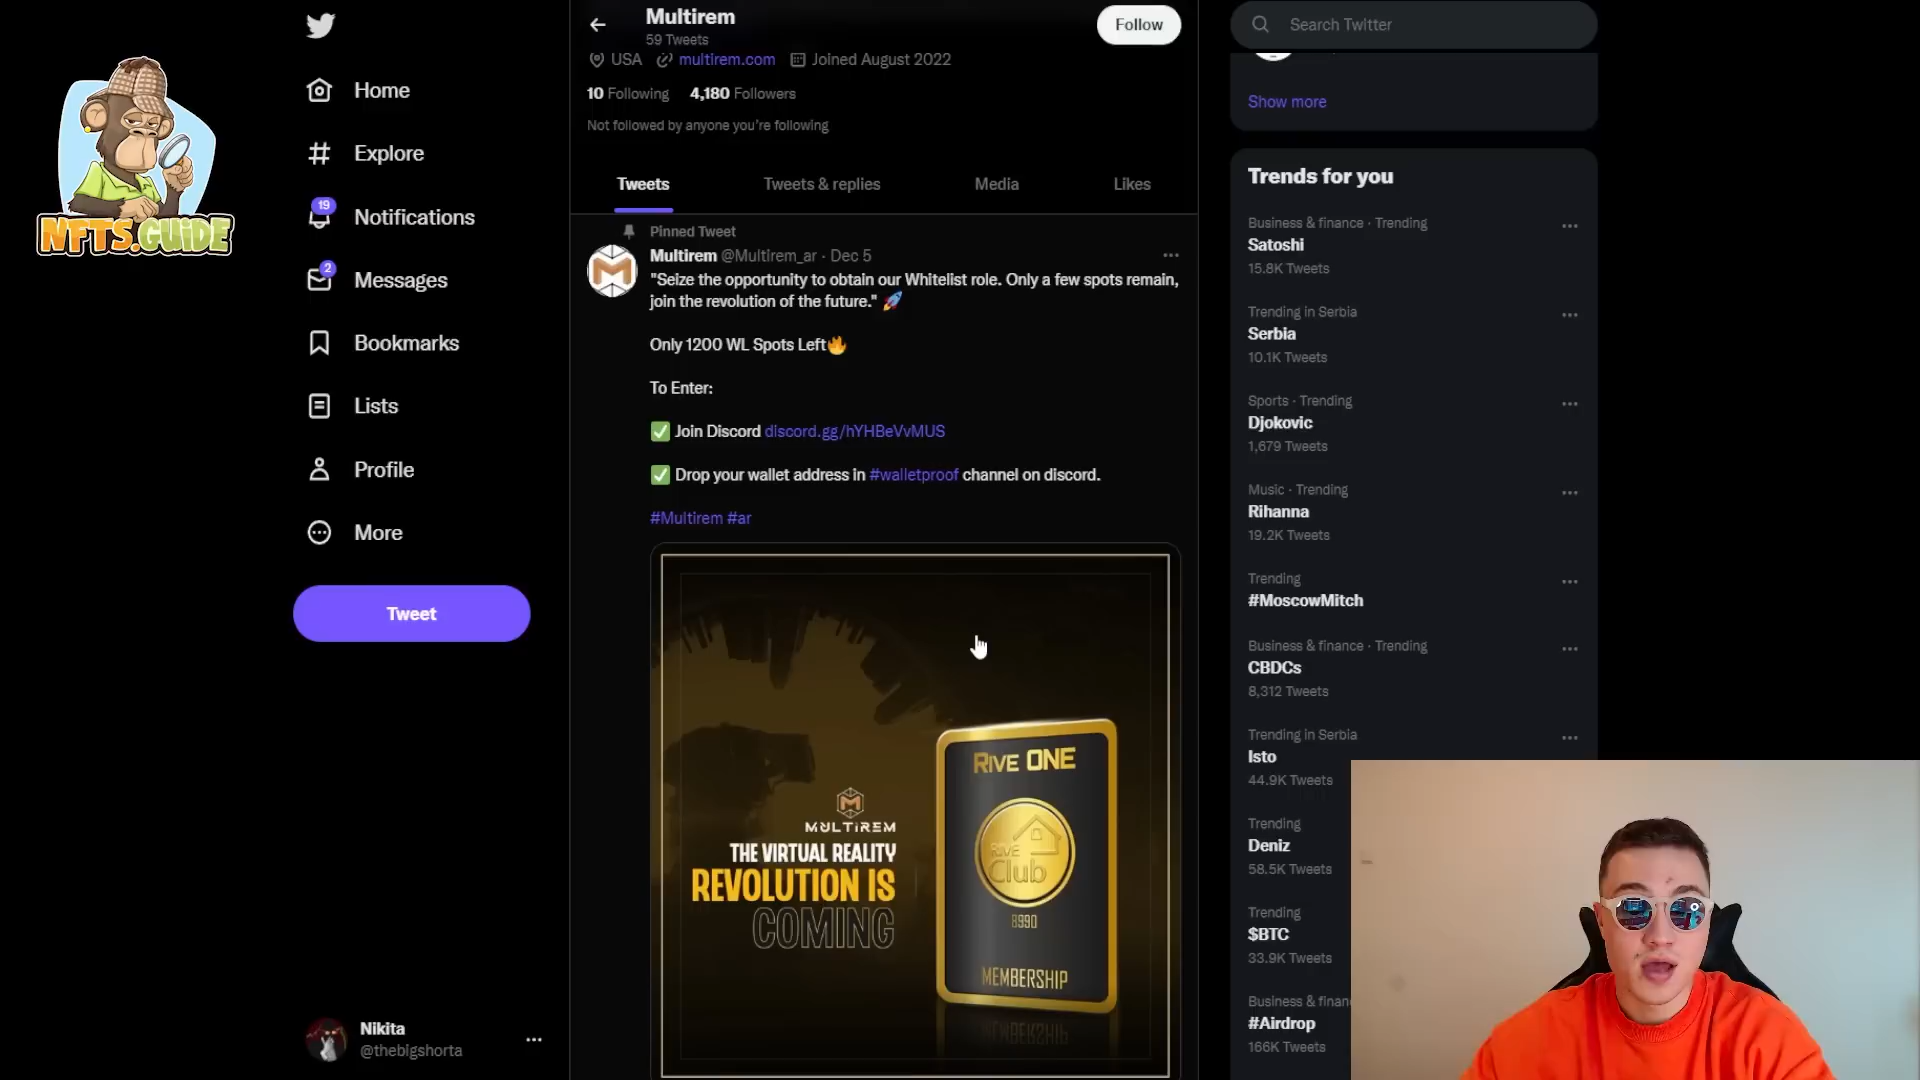 NFTS.GUIDE
Home
Explore
19
Notifications
2
Messages
Bookmarks
Lists
Profile
More
Tweet
Nikita
@thebigshorta
Multirem
59 Tweets
Follow
USA multirem.com Joined August 2022
10 Following 4,180 Followers
Not followed by anyone you're following
Tweets Tweets & replies Media Likes
Pinned Tweet
Multirem @Multirem_ar · Dec 5
"Seize the opportunity to obtain our Whitelist role. Only a few spots remain,
join the revolution of the future." 🚀
Only 1200 WL Spots Left🔥
To Enter:
✅ Join Discord discord.gg/hYHBeVvMUS
✅ Drop your wallet address in #walletproof channel on discord.
#Multirem #ar
MULTIREM
THE VIRTUAL REALITY
REVOLUTION IS
COMING
RIVE ONE
RIVE
Club
8990
MEMBERSHIP
Search Twitter
Show more
Trends for you
Business & finance · Trending
Satoshi
15.8K Tweets
Trending in Serbia
Serbia
10.1K Tweets
Sports · Trending
Djokovic
1,679 Tweets
Music · Trending
Rihanna
19.2K Tweets
Trending
#MoscowMitch
Business & finance · Trending
CBDCs
8,312 Tweets
Trending in Serbia
Isto
44.9K Tweets
Trending
Deniz
58.5K Tweets
Trending
$BTC
33.9K Tweets
Business & finan
#Airdrop
166K Tweets